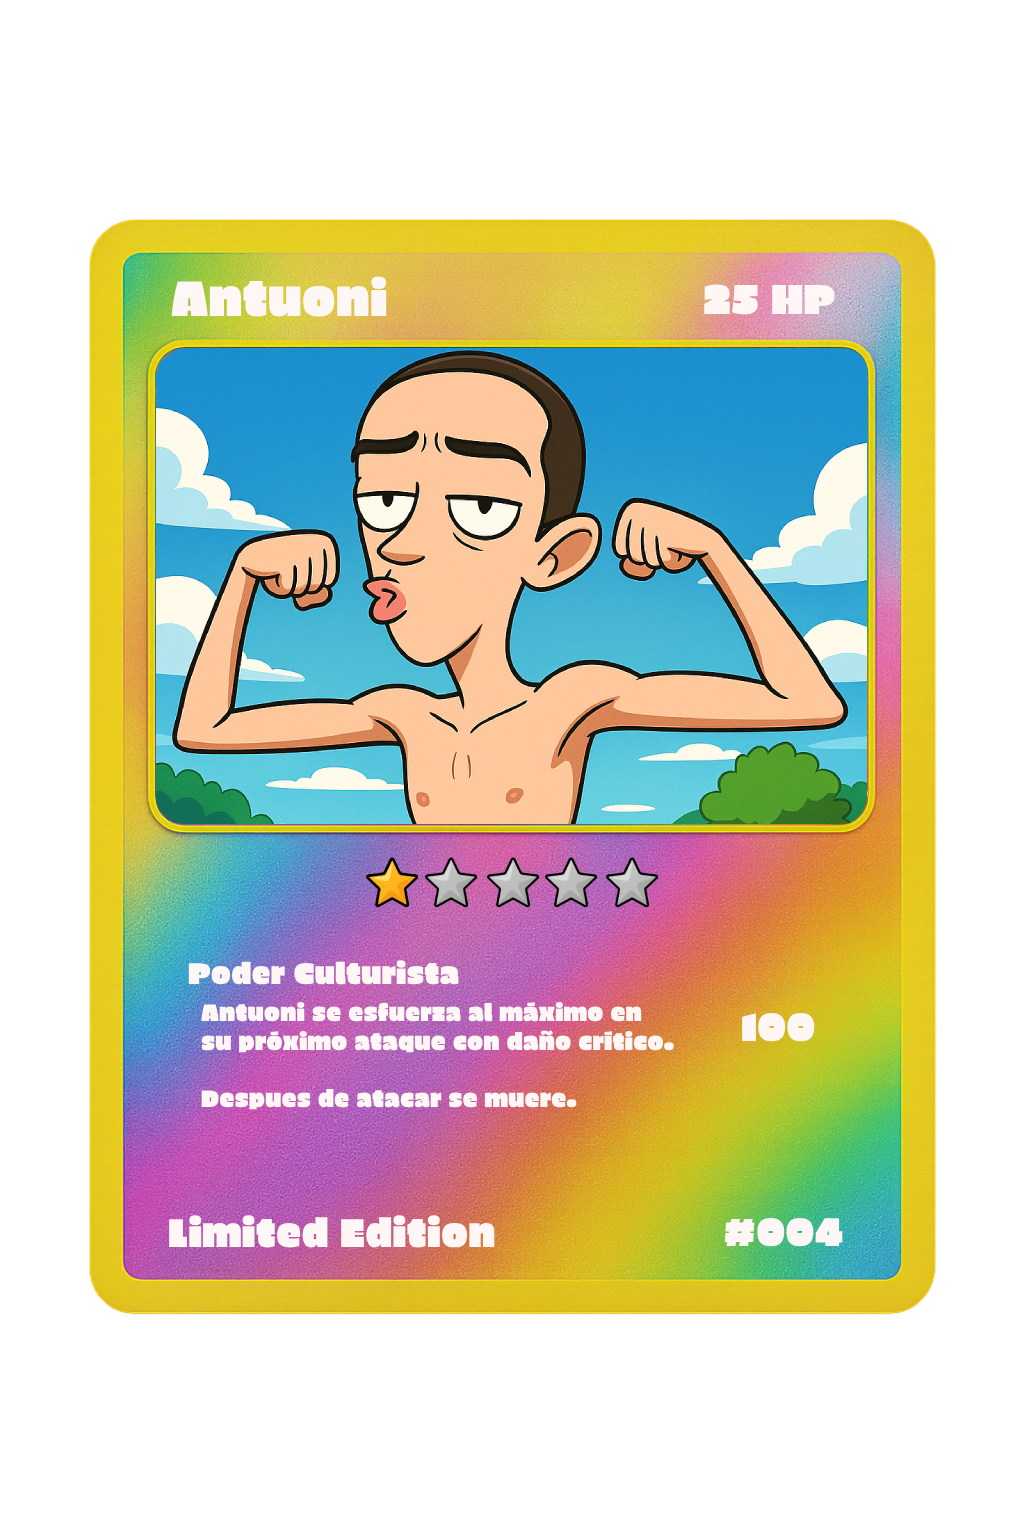 Antuoni
25 HP
Poder Culturista
Antuoni se esfuerza al máximo en
su próximo ataque con daño crítico.
100
Despues de atacar se muere.
Limited Edition
#004